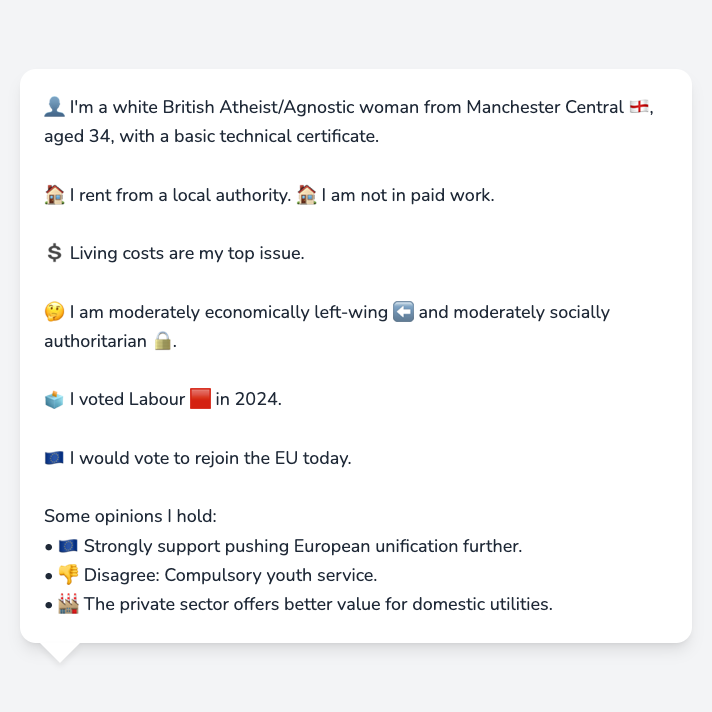 👤 I'm a white British Atheist/Agnostic woman from Manchester Central 🏴󠁧󠁢󠁥󠁮󠁧󠁿,
aged 34, with a basic technical certificate.
🏠 I rent from a local authority. 🏠 I am not in paid work.
💲 Living costs are my top issue.
🤔 I am moderately economically left-wing ⬅️ and moderately socially
authoritarian 🔒.
🗳️ I voted Labour 🟥 in 2024.
🇪🇺 I would vote to rejoin the EU today.
Some opinions I hold:
• 🇪🇺 Strongly support pushing European unification further.
• 👎 Disagree: Compulsory youth service.
• 🏭 The private sector offers better value for domestic utilities.